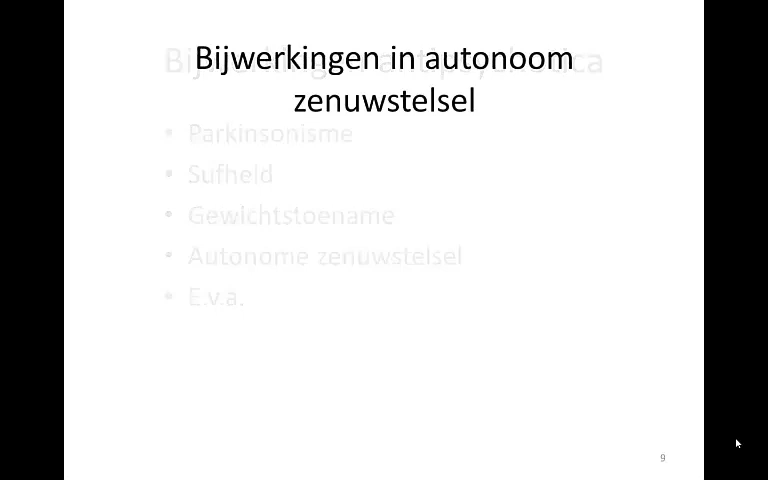 Bijwerkingen antipsychotica
Bijwerkingen in autonoom
zenuwstelsel
• Parkinsonisme
• Sufheid
• Gewichtstoename
• Autonome zenuwstelsel
• E.v.a.
9